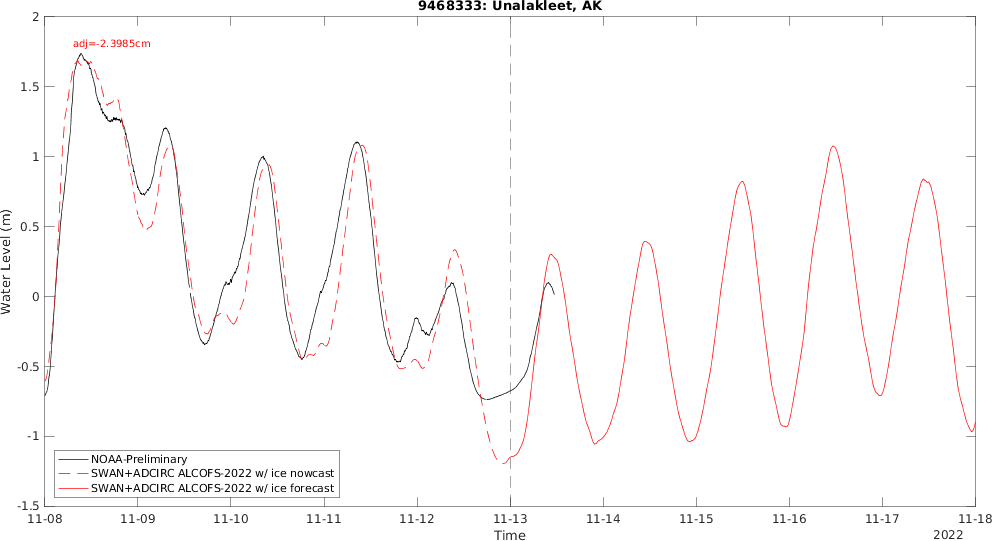 9468333: Unalakleet, AK
adj=-2.3985cm
2
1.5
1
0.5
0
-0.5
-1
-1.5
Water Level (m)
NOAA-Preliminary
SWAN+ADCIRC ALCOFS-2022 w/ ice nowcast
SWAN+ADCIRC ALCOFS-2022 w/ ice forecast
11-08 11-09 11-10 11-11 11-12 11-13 11-14 11-15 11-16 11-17 11-18
Time
2022